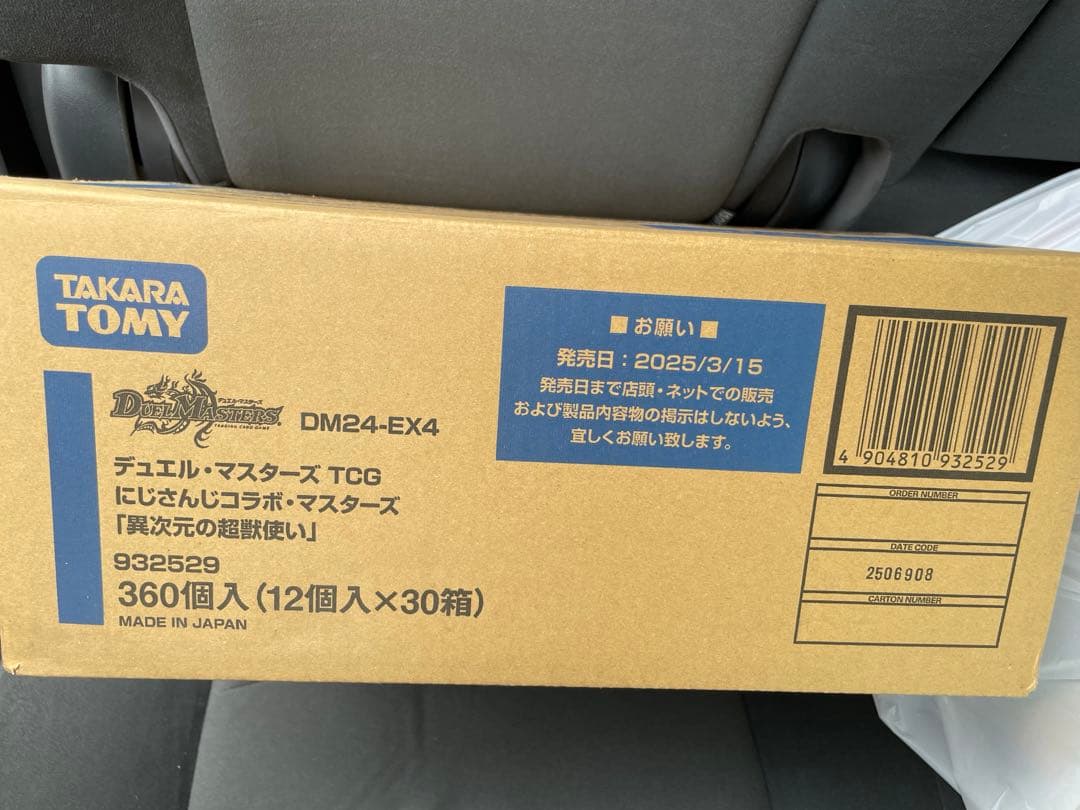 TAKARA
TOMY
デュエル・マスターズ
DUEL MASTERS
TRADING CARD GAME
DM24-EX4
デュエル・マスターズ TCG
にじさんじコラボ・マスターズ
「異次元の超獣使い」
932529
360個入(12個入×30箱)
MADE IN JAPAN
■ お願い ■
発売日:2025/3/15
発売日まで店頭・ネットでの販売
および製品内容物の掲示はしないよう、
宜しくお願い致します。
4 904810 932529
ORDER NUMBER
DATE CODE
2506908
CARTON NUMBER